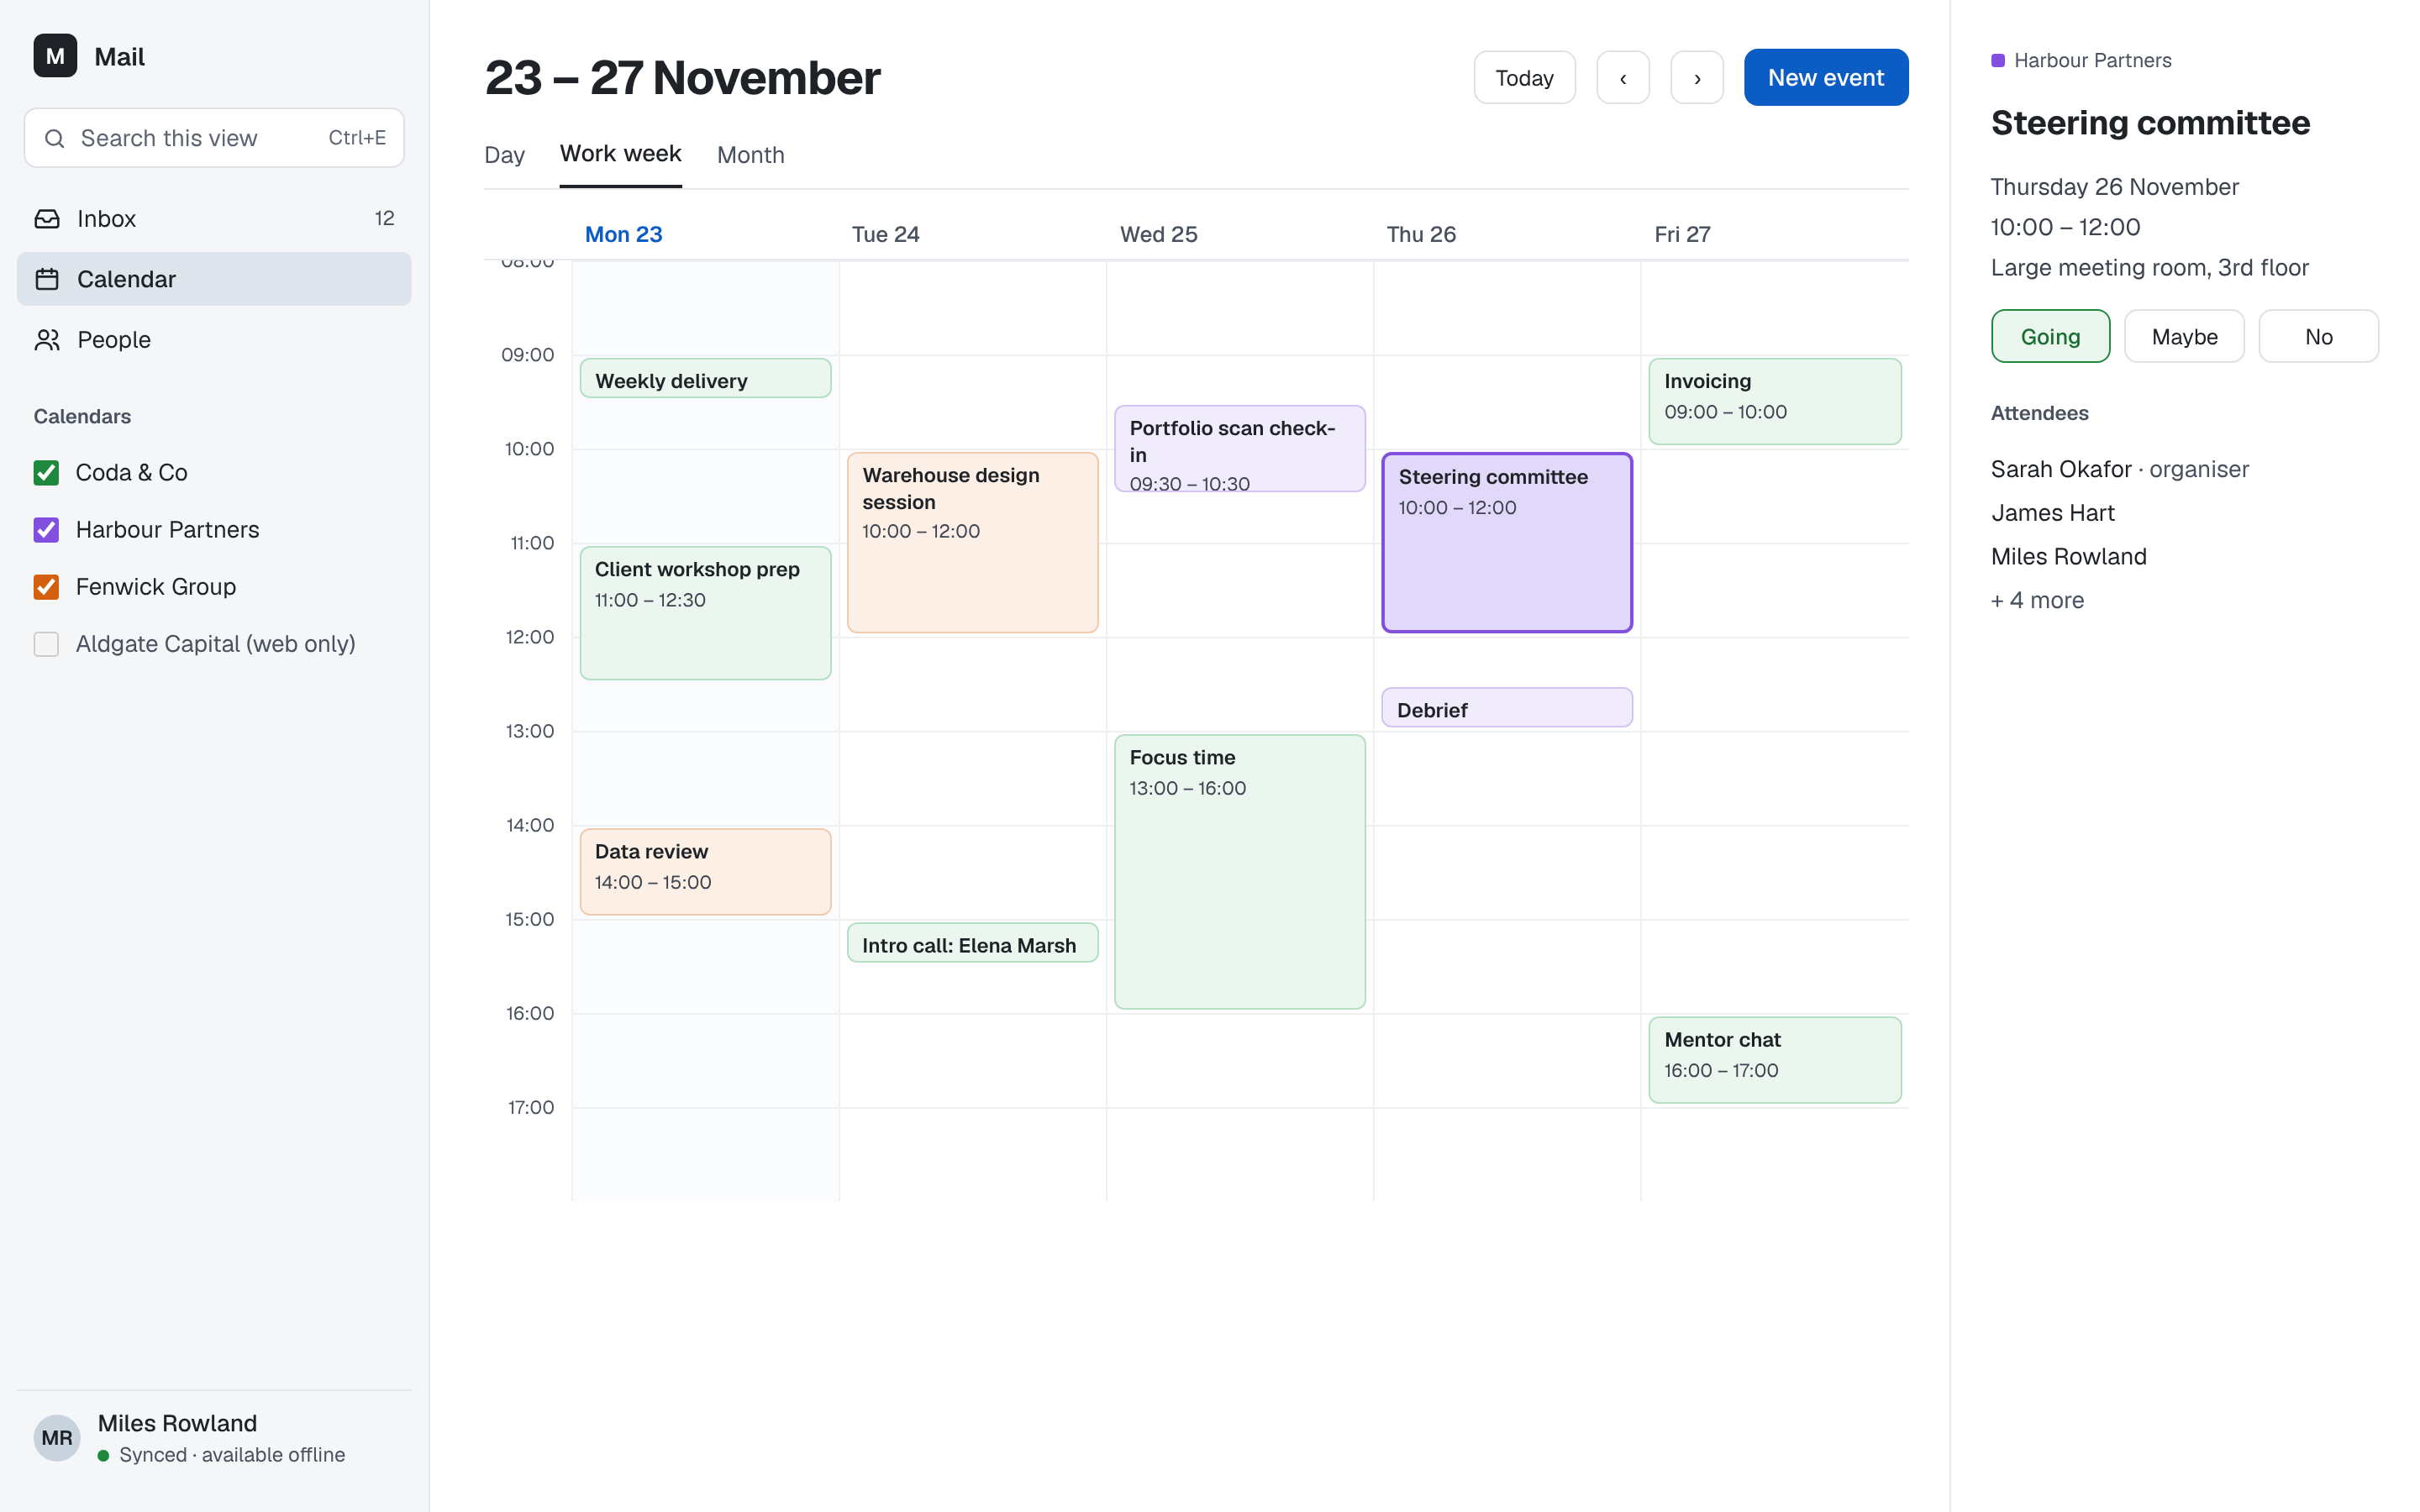 M Mail
Search this view Ctrl+E
Inbox 12
Calendar
People
Calendars
Coda & Co
Harbour Partners
Fenwick Group
Aldgate Capital (web only)
MR
Miles Rowland
Synced · available offline
23 – 27 November
Today ‹ › New event
Day Work week Month
Mon 23 Tue 24 Wed 25 Thu 26 Fri 27
08:00
09:00
10:00
11:00
12:00
13:00
14:00
15:00
16:00
17:00
Weekly delivery
Client workshop prep
11:00 – 12:30
Data review
14:00 – 15:00
Warehouse design
session
10:00 – 12:00
Intro call: Elena Marsh
Portfolio scan check-
in
09:30 – 10:30
Focus time
13:00 – 16:00
Steering committee
10:00 – 12:00
Debrief
Invoicing
09:00 – 10:00
Mentor chat
16:00 – 17:00
Harbour Partners
Steering committee
Thursday 26 November
10:00 – 12:00
Large meeting room, 3rd floor
Going Maybe No
Attendees
Sarah Okafor · organiser
James Hart
Miles Rowland
+ 4 more